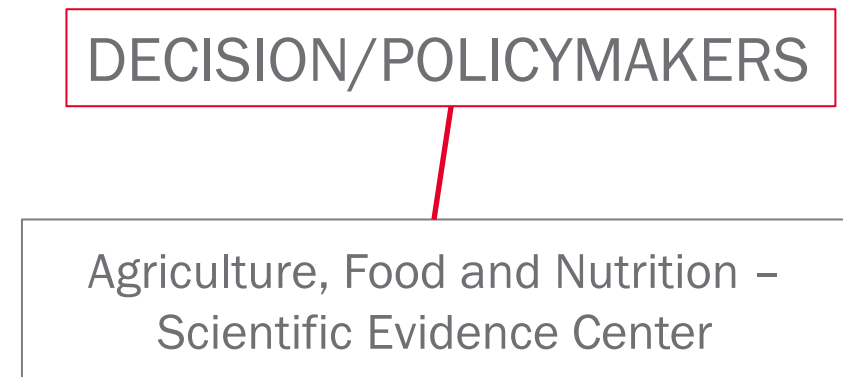 DECISION/POLICYMAKERS
Agriculture, Food and Nutrition –
Scientific Evidence Center